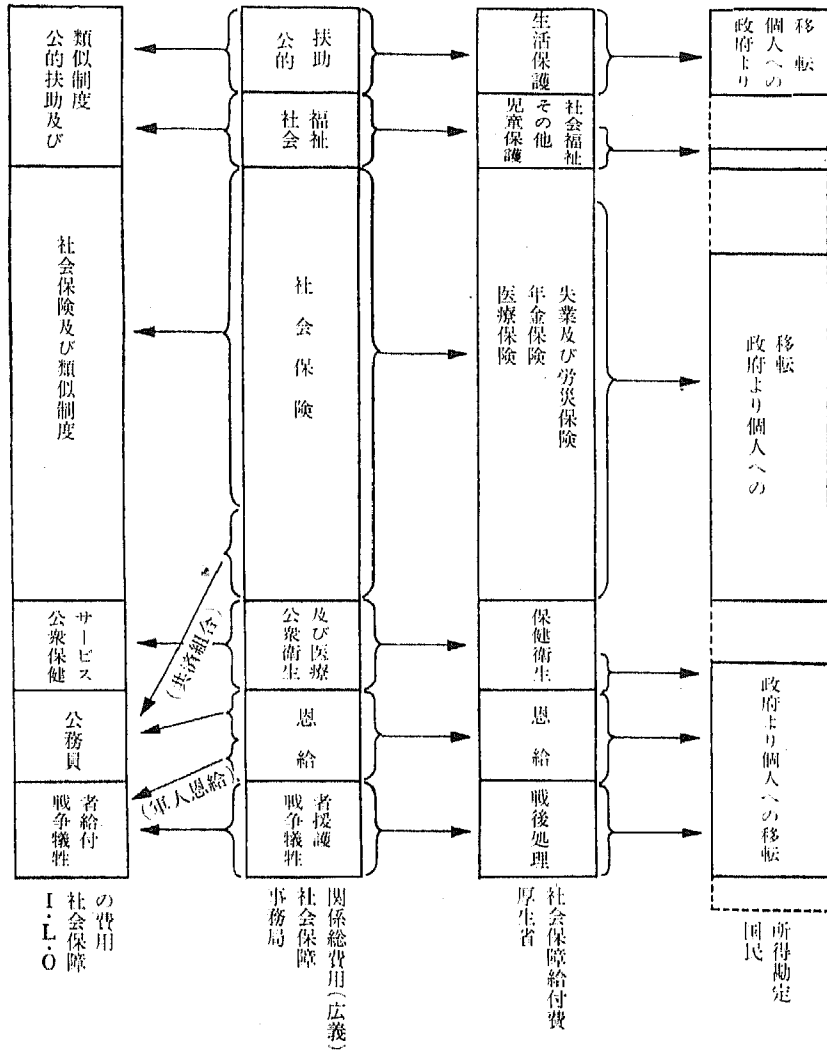 公的扶助及び
類似制度
社会保険及び類似制度
公衆保健
サービス
公務員
戦争犠牲
者給付
I.L.O
社会保障
の費用
(共済組合)
(軍人恩給)
公的
扶助
社会
福祉
社会保険
公衆衛生
及び医療
恩給
戦争犠牲
者援護
事務局
社会保障
関係総費用(広義)
生活保護
児童保護
その他
社会福祉
医療保険
年金保険
失業及び労災保険
保健衛生
恩給
戦後処理
厚生省
社会保障給付費
政府より
個人への
移転
政府より個人への
移転
政府より個人への移転
国民
所得勘定